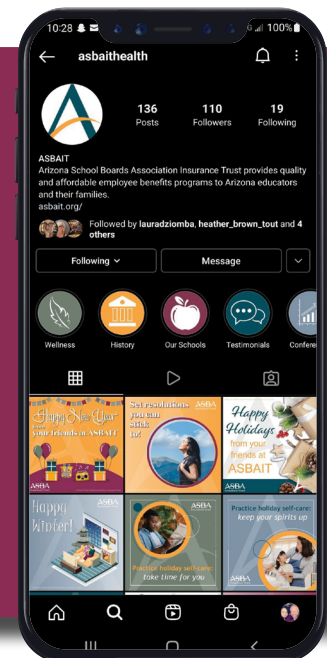 10:28
100%
asbaithealth
136
110
19
Posts
Followers
Following
ASBAIT
Arizona School Boards Association Insurance Trust provides quality
and affordable employee benefits programs to Arizona educators
and their families.
asbait.org/
Followed by lauradziomba, heather_brown_tout and 4
others
Following
Message
Wellness
History
Our Schools
Testimonials
Confere
Happy New Year
your friends at ASBAIT
ASBA
Set resolutions
you can
stick
to!
ASBA
Happy
Holidays
from your
friends at
ASBAIT
ASBA
Happy
Winter!
ASBA
Practice holiday self-care:
take time for you
Practice holiday self-care:
keep your spirits up
ASBA